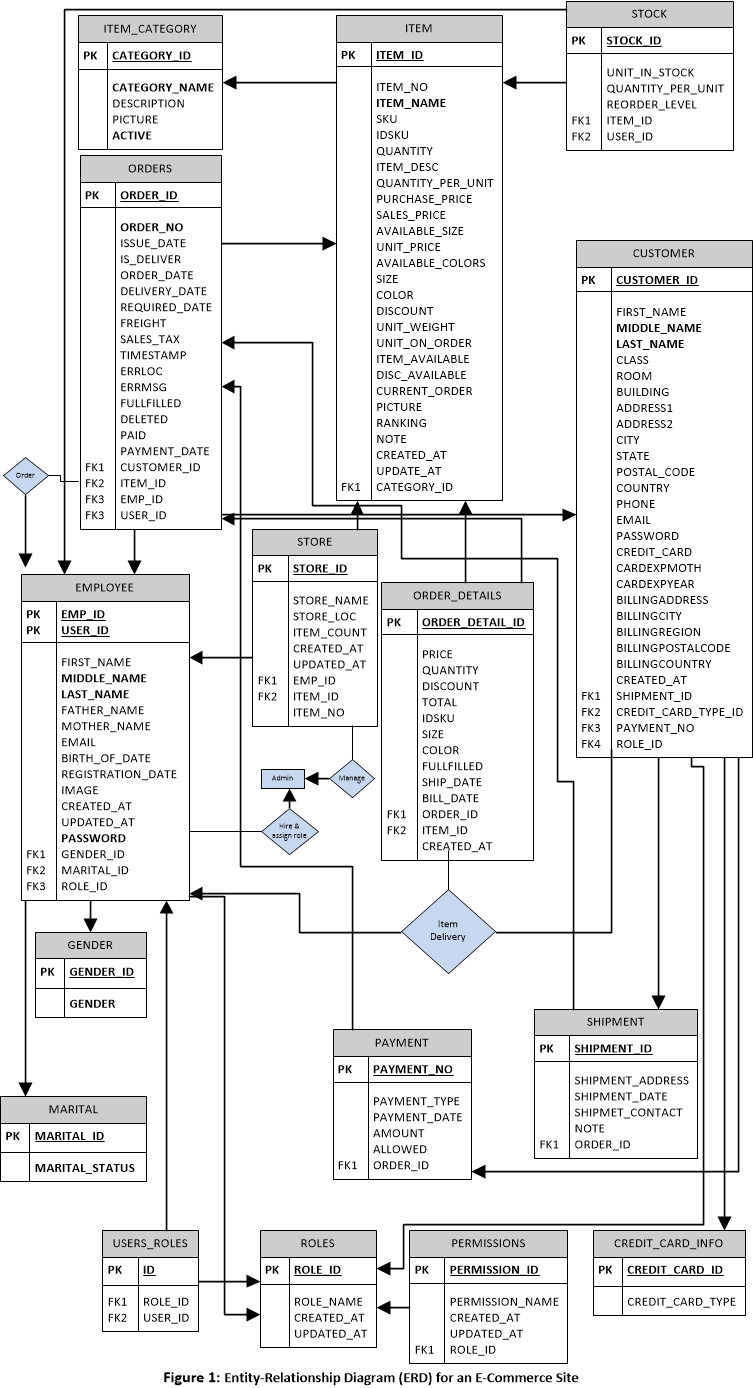 ITEM_CATEGORY
PK CATEGORY_ID
CATEGORY_NAME
DESCRIPTION
PICTURE
ACTIVE
ITEM
PK ITEM_ID
ITEM_NO
ITEM_NAME
SKU
IDSKU
QUANTITY
ITEM_DESC
QUANTITY_PER_UNIT
PURCHASE_PRICE
SALES_PRICE
AVAILABLE_SIZE
UNIT_PRICE
AVAILABLE_COLORS
SIZE
COLOR
DISCOUNT
UNIT_WEIGHT
UNIT_ON_ORDER
ITEM_AVAILABLE
DISC_AVAILABLE
CURRENT_ORDER
PICTURE
RANKING
NOTE
CREATED_AT
UPDATE_AT
FK1 CATEGORY_ID
STOCK
PK STOCK_ID
UNIT_IN_STOCK
QUANTITY_PER_UNIT
REORDER_LEVEL
FK1 ITEM_ID
FK2 USER_ID
ORDERS
PK ORDER_ID
ORDER_NO
ISSUE_DATE
IS_DELIVER
ORDER_DATE
DELIVERY_DATE
REQUIRED_DATE
FREIGHT
SALES_TAX
TIMESTAMP
ERRLOC
ERRMSG
FULLFILLED
DELETED
PAID
PAYMENT_DATE
FK1 CUSTOMER_ID
FK2 ITEM_ID
FK3 EMP_ID
FK3 USER_ID
CUSTOMER
PK CUSTOMER_ID
FIRST_NAME
MIDDLE_NAME
LAST_NAME
CLASS
ROOM
BUILDING
ADDRESS1
ADDRESS2
CITY
STATE
POSTAL_CODE
COUNTRY
PHONE
EMAIL
PASSWORD
CREDIT_CARD
CARDEXPMOTH
CARDEXPYEAR
BILLINGADDRESS
BILLINGCITY
BILLINGREGION
BILLINGPOSTALCODE
BILLINGCOUNTRY
CREATED_AT
FK1 SHIPMENT_ID
FK2 CREDIT_CARD_TYPE_ID
FK3 PAYMENT_NO
FK4 ROLE_ID
Order
EMPLOYEE
PK EMP_ID
PK USER_ID
FIRST_NAME
MIDDLE_NAME
LAST_NAME
FATHER_NAME
MOTHER_NAME
EMAIL
BIRTH_OF_DATE
REGISTRATION_DATE
IMAGE
CREATED_AT
UPDATED_AT
PASSWORD
FK1 GENDER_ID
FK2 MARITAL_ID
FK3 ROLE_ID
STORE
PK STORE_ID
STORE_NAME
STORE_LOC
ITEM_COUNT
CREATED_AT
UPDATED_AT
FK1 EMP_ID
FK2 ITEM_ID
ITEM_NO
ORDER_DETAILS
PK ORDER_DETAIL_ID
PRICE
QUANTITY
DISCOUNT
TOTAL
IDSKU
SIZE
COLOR
FULLFILLED
SHIP_DATE
BILL_DATE
FK1 ORDER_ID
FK2 ITEM_ID
CREATED_AT
Admin
Manage
Hire &
assign role
Item
Delivery
GENDER
PK GENDER_ID
GENDER
MARITAL
PK MARITAL_ID
MARITAL_STATUS
PAYMENT
PK PAYMENT_NO
PAYMENT_TYPE
PAYMENT_DATE
AMOUNT
ALLOWED
FK1 ORDER_ID
SHIPMENT
PK SHIPMENT_ID
SHIPMENT_ADDRESS
SHIPMENT_DATE
SHIPMET_CONTACT
NOTE
FK1 ORDER_ID
USERS_ROLES
PK ID
FK1 ROLE_ID
FK2 USER_ID
ROLES
PK ROLE_ID
ROLE_NAME
CREATED_AT
UPDATED_AT
PERMISSIONS
PK PERMISSION_ID
PERMISSION_NAME
CREATED_AT
UPDATED_AT
FK1 ROLE_ID
CREDIT_CARD_INFO
PK CREDIT_CARD_ID
CREDIT_CARD_TYPE
Figure 1: Entity-Relationship Diagram (ERD) for an E-Commerce Site